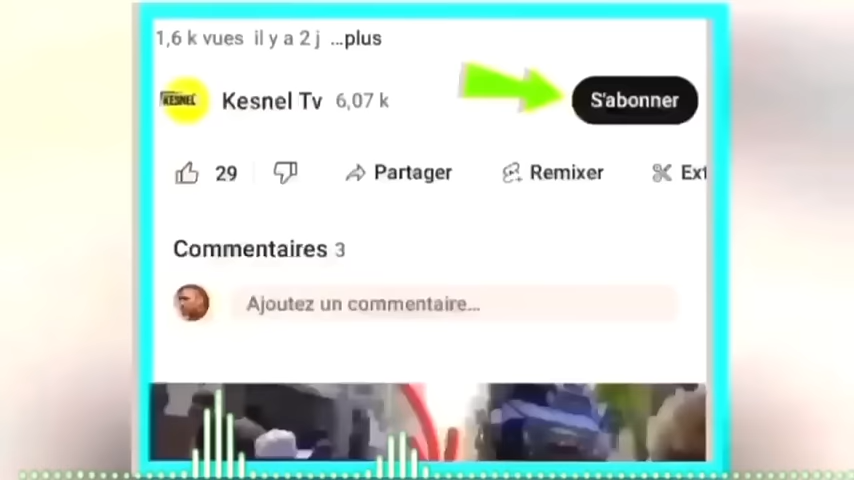 1,6 k vues il y a 2 j ...plus
KESNEL
Kesnel Tv 6,07 k
S'abonner
29
Partager
Remixer
Ext
Commentaires 3
Ajoutez un commentaire...